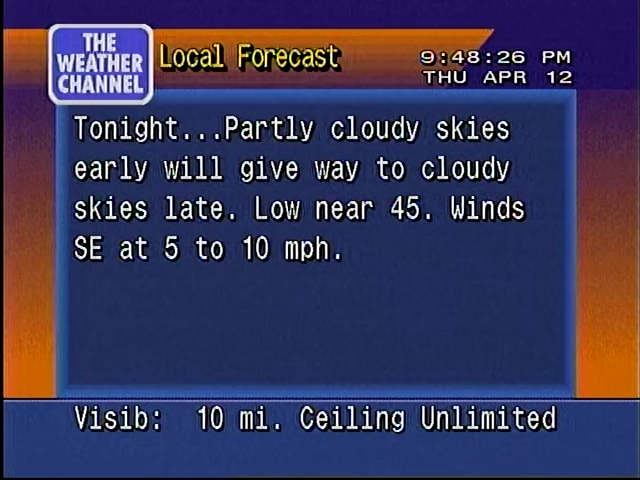 THE
WEATHER
CHANNEL
Local Forecast
9:48:26 PM
THU APR 12
Tonight...Partly cloudy skies
early will give way to cloudy
skies late. Low near 45. Winds
SE at 5 to 10 mph.
Visib: 10 mi. Ceiling Unlimited